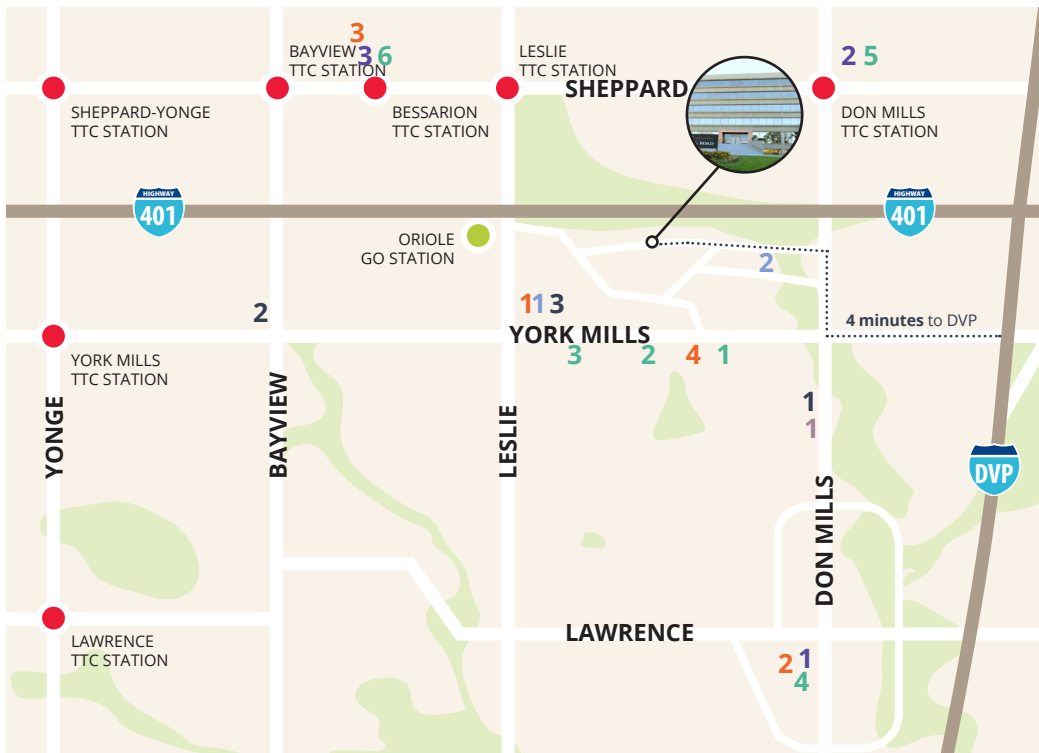 3
BAYVIEW
TTC STATION
3 6
LESLIE
TTC STATION
2 5
SHEPPARD
SHEPPARD-YONGE
TTC STATION
BESSARION
TTC STATION
DON MILLS
TTC STATION
ROAD
HIGHWAY
401
HIGHWAY
401
ORIOLE
GO STATION
2
2
1 1 3
4 minutes to DVP
YORK MILLS
3 2 4 1
YORK MILLS
TTC STATION
1
1
YONGE
BAYVIEW
LESLIE
DON MILLS
DVP
LAWRENCE
LAWRENCE
TTC STATION
2 1
4